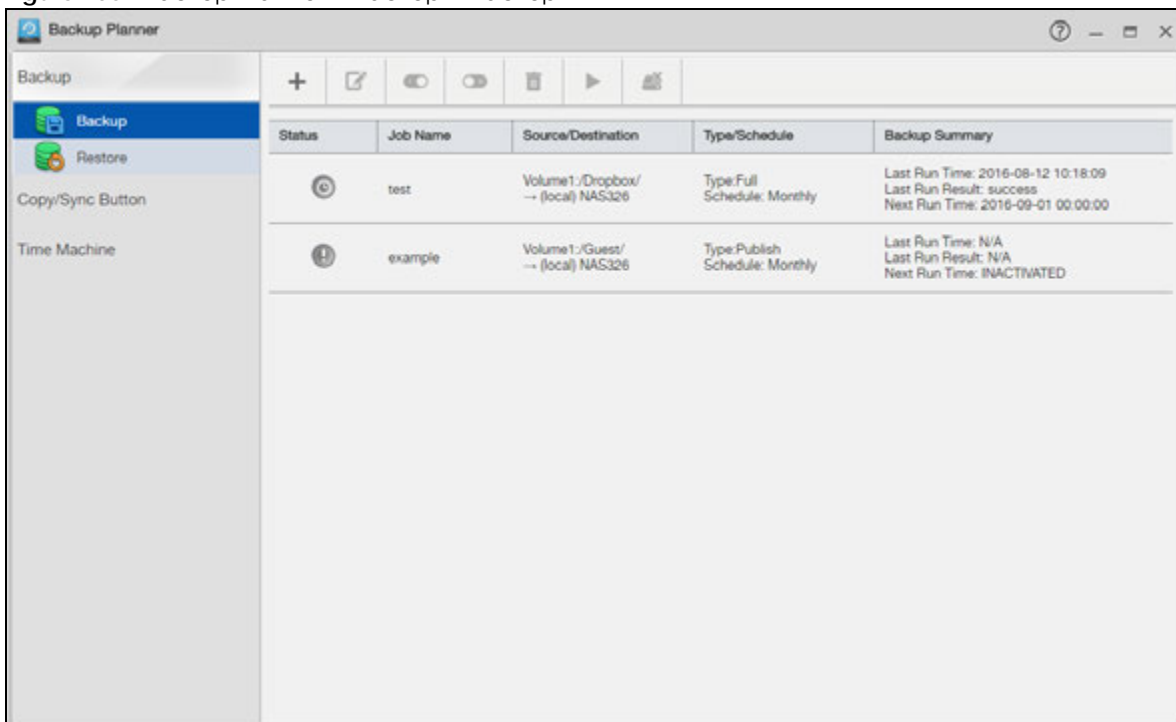 Backup Planner
Backup
Backup
Restore
Copy/Sync Button
Time Machine
Status Job Name Source/Destination Type/Schedule Backup Summary
test
Volume1:/Dropbox/
→ (local) NAS326
Type:Full
Schedule: Monthly
Last Run Time: 2016-08-12 10:18:09
Last Run Result: success
Next Run Time: 2016-09-01 00:00:00
example
Volume1:/Guest/
→ (local) NAS326
Type:Publish
Schedule: Monthly
Last Run Time: N/A
Last Run Result: N/A
Next Run Time: INACTIVATED